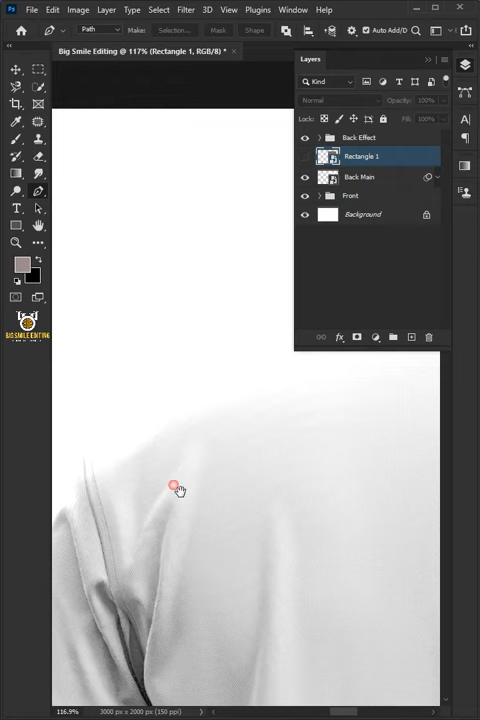 Ps File Edit Image Layer Type Select Filter 3D View Plugins Window Help
Path Make: Selection... Mask Shape Auto Add/D
Big Smile Editing @ 117% (Rectangle 1, RGB/8) * ×
Layers
Kind
Normal Opacity: 100%
Lock: Fill: 100%
Back Effect
Rectangle 1
Back Main
Front
Background
BIG SMILE EDITING
116.9% 3000 px x 2000 px (150 ppi)